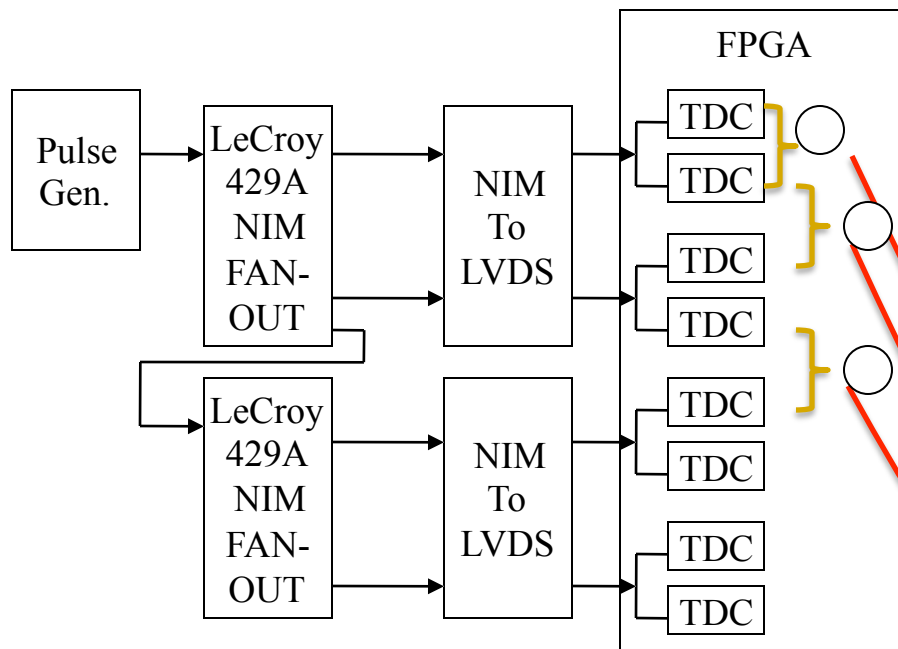 FPGA
Pulse
Gen.
LeCroy
429A
NIM
FAN-
OUT
NIM
To
LVDS
TDC
TDC
TDC
TDC
LeCroy
429A
NIM
FAN-
OUT
NIM
To
LVDS
TDC
TDC
TDC
TDC